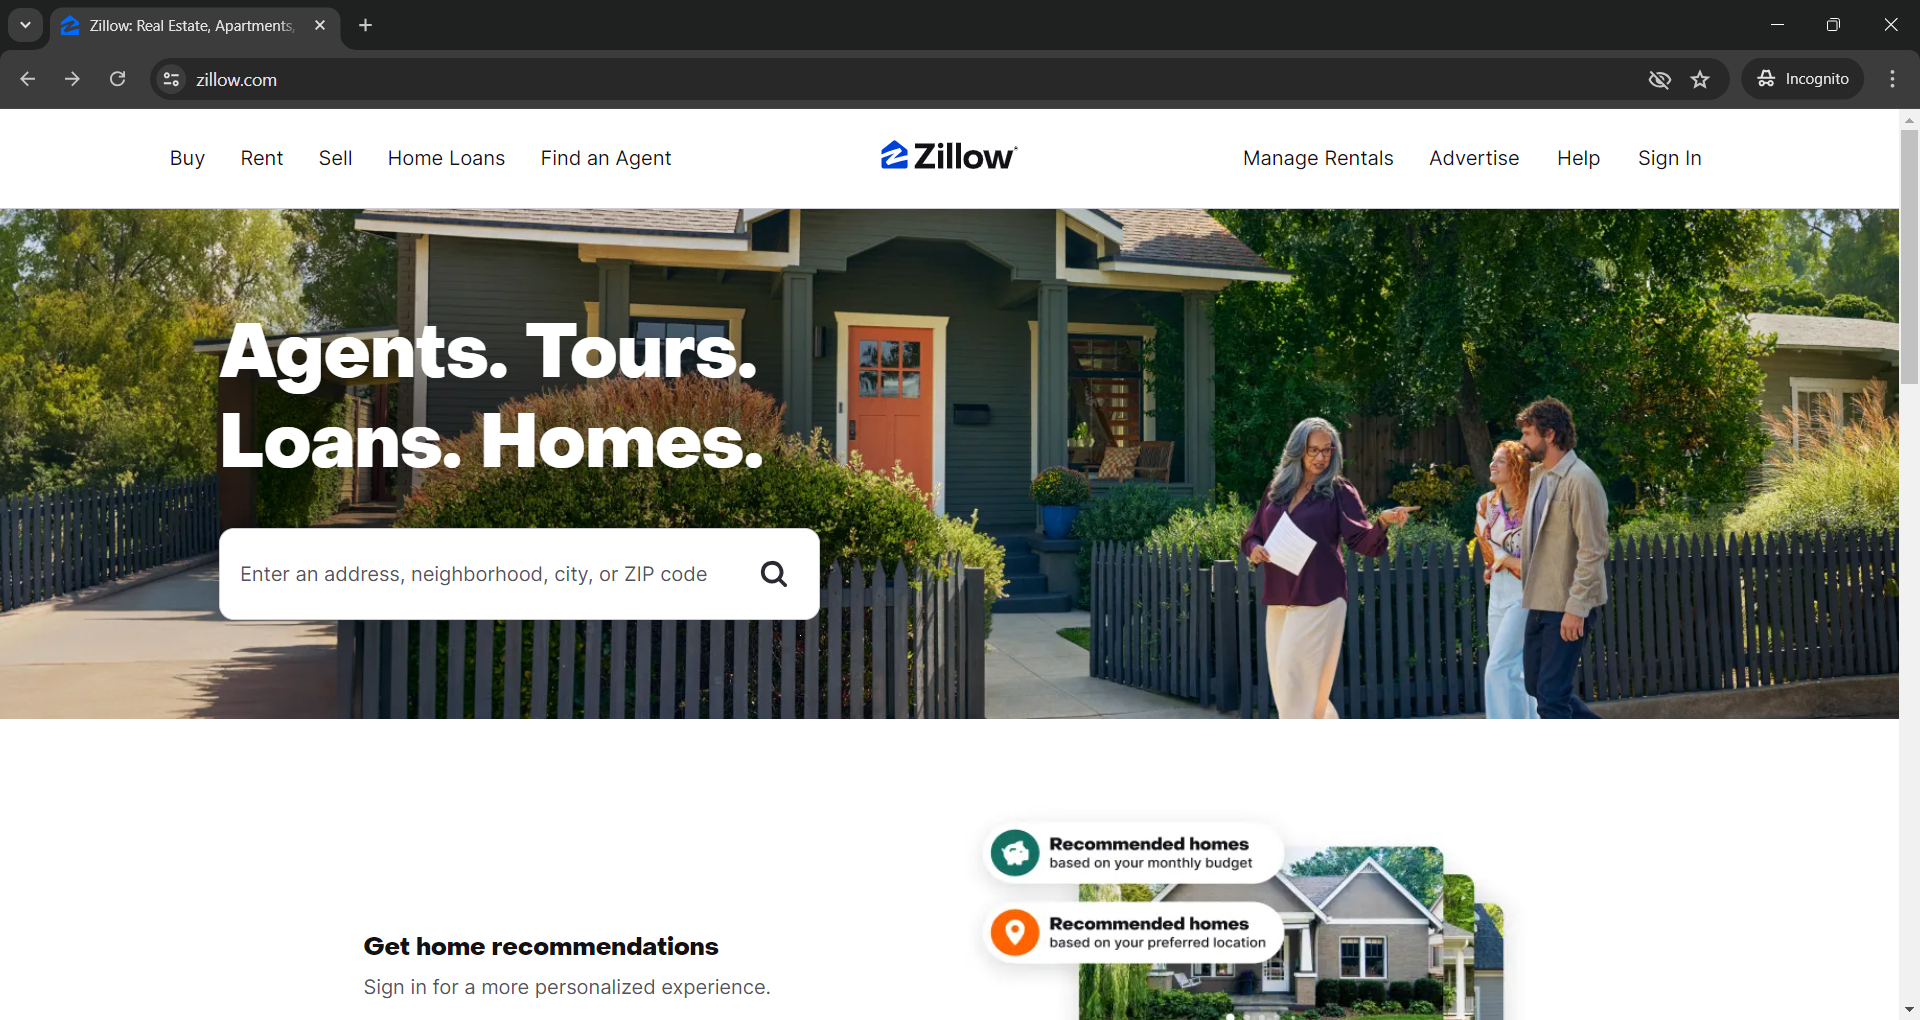 Zillow: Real Estate, Apartments,
zillow.com
Incognito
Buy Rent Sell Home Loans Find an Agent Zillow Manage Rentals Advertise Help Sign In
Agents. Tours.
Loans. Homes.
Enter an address, neighborhood, city, or ZIP code
Recommended homes
based on your monthly budget
Recommended homes
based on your preferred location
Get home recommendations
Sign in for a more personalized experience.